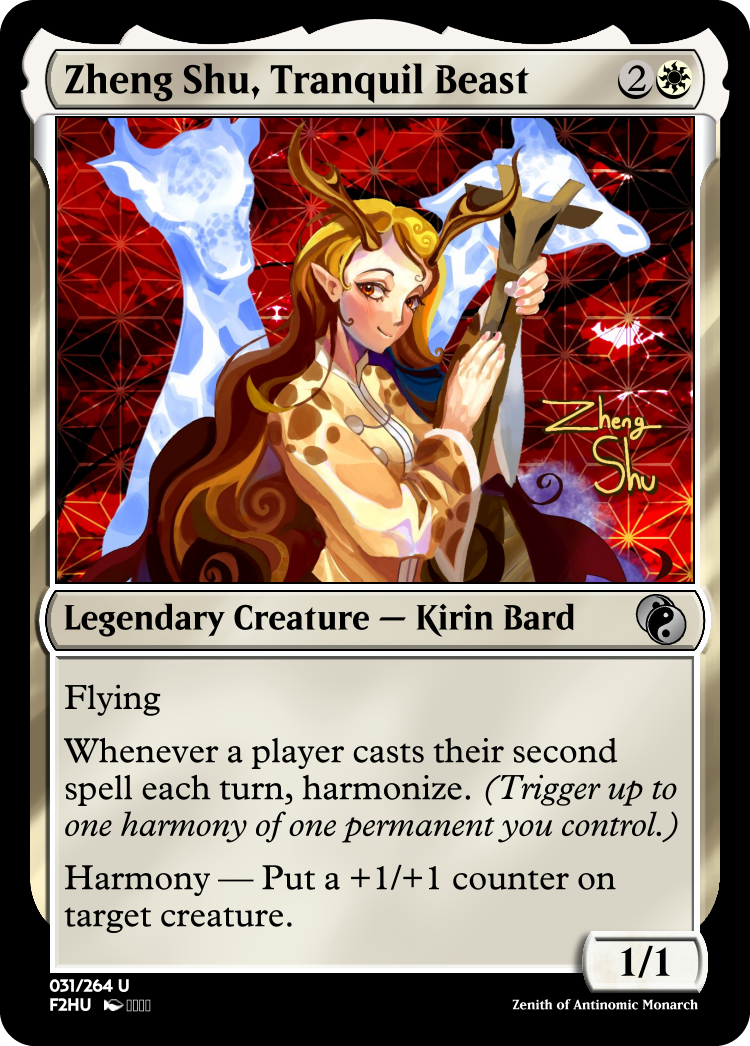 Zheng Shu, Tranquil Beast 2
Zheng
Shu
Legendary Creature — Kirin Bard
Flying
Whenever a player casts their second
spell each turn, harmonize. (Trigger up to
one harmony of one permanent you control.)
Harmony — Put a +1/+1 counter on
target creature.
1/1
031/264 U
F2HU
Zenith of Antinomic Monarch